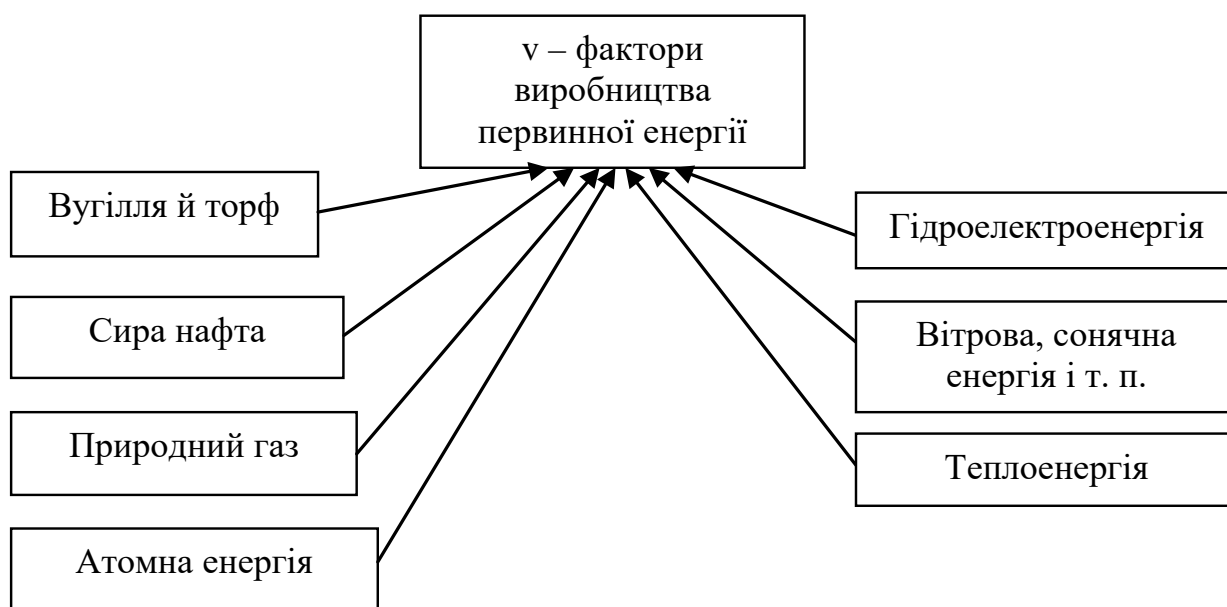 v – фактори
виробництва
первинної енергії
Вугілля й торф
Сира нафта
Природний газ
Атомна енергія
Гідроелектроенергія
Вітрова, сонячна
енергія і т. п.
Теплоенергія